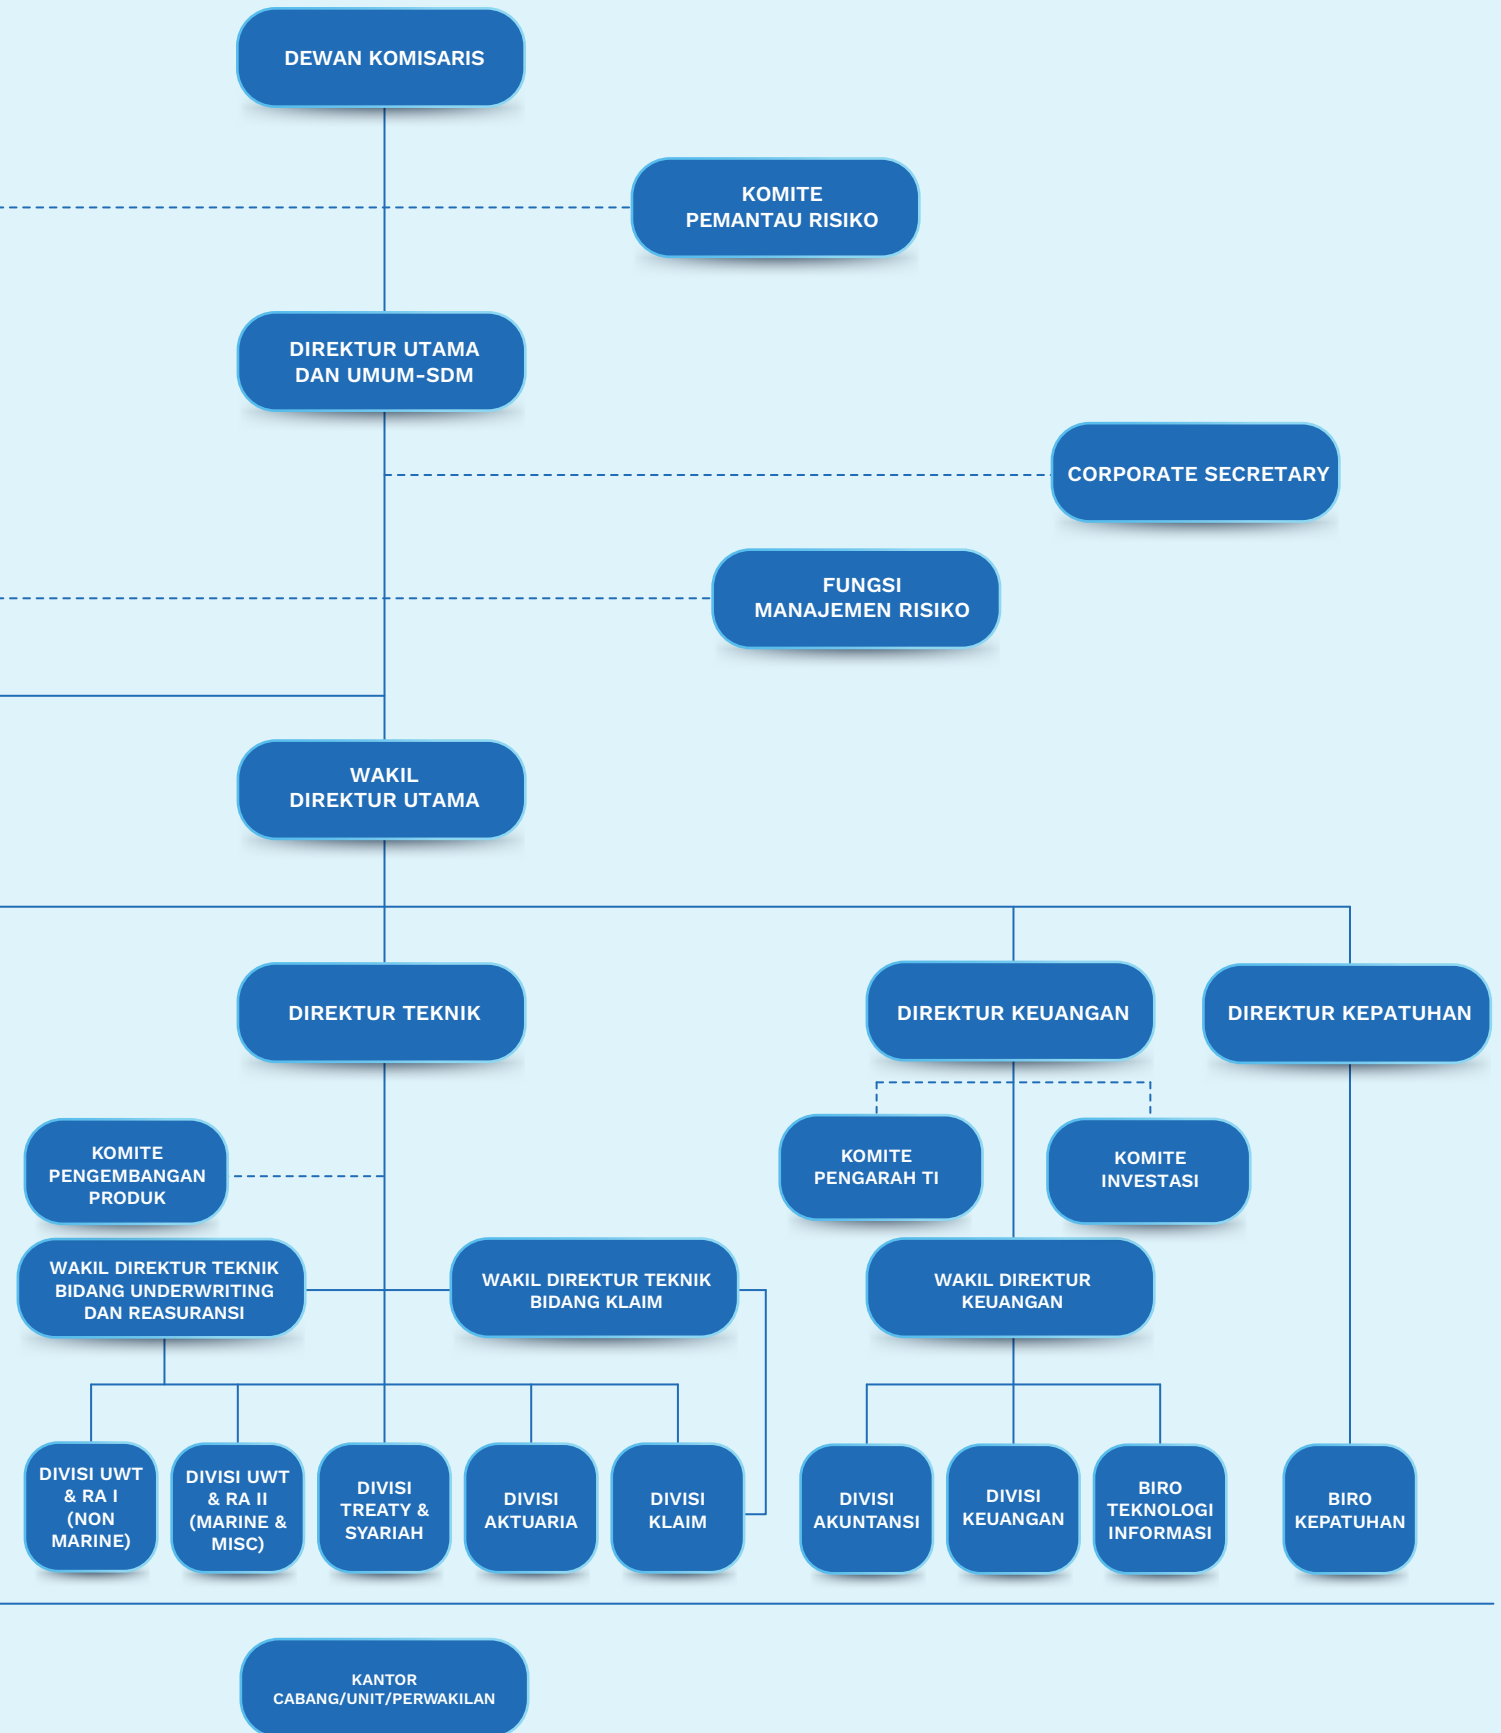 DEWAN KOMISARIS
KOMITE
PEMANTAU RISIKO
DIREKTUR UTAMA
DAN UMUM-SDM
CORPORATE SECRETARY
FUNGSI
MANAJEMEN RISIKO
WAKIL
DIREKTUR UTAMA
DIREKTUR TEKNIK
DIREKTUR KEUANGAN
DIREKTUR KEPATUHAN
KOMITE
PENGEMBANGAN
PRODUK
KOMITE
PENGARAH TI
KOMITE
INVESTASI
WAKIL DIREKTUR TEKNIK
BIDANG UNDERWRITING
DAN REASURANSI
WAKIL DIREKTUR TEKNIK
BIDANG KLAIM
WAKIL DIREKTUR
KEUANGAN
DIVISI UWT
& RA I
(NON
MARINE)
DIVISI UWT
& RA II
(MARINE &
MISC)
DIVISI
TREATY &
SYARIAH
DIVISI
AKTUARIA
DIVISI
KLAIM
DIVISI
AKUNTANSI
DIVISI
KEUANGAN
BIRO
TEKNOLOGI
INFORMASI
BIRO
KEPATUHAN
KANTOR
CABANG/UNIT/PERWAKILAN